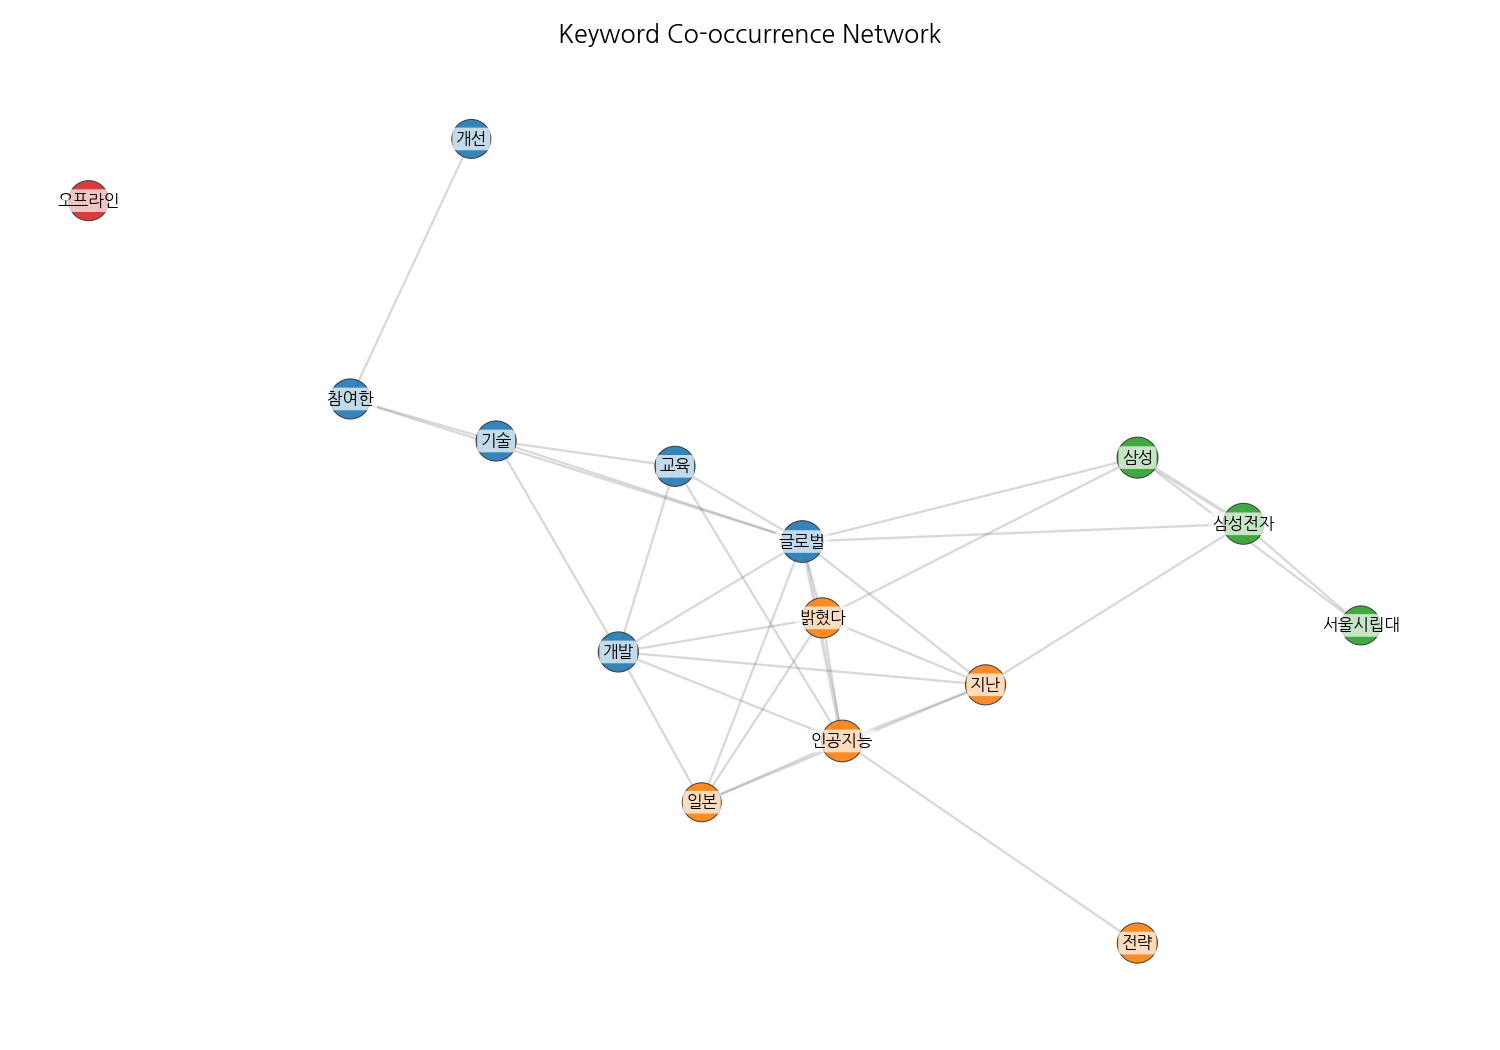 Keyword Co-occurrence Network
개선
오프라인
참여한
기술
교육
삼성
삼성전자
글로벌
밝혔다
서울시립대
개발
지난
인공지능
일본
전략